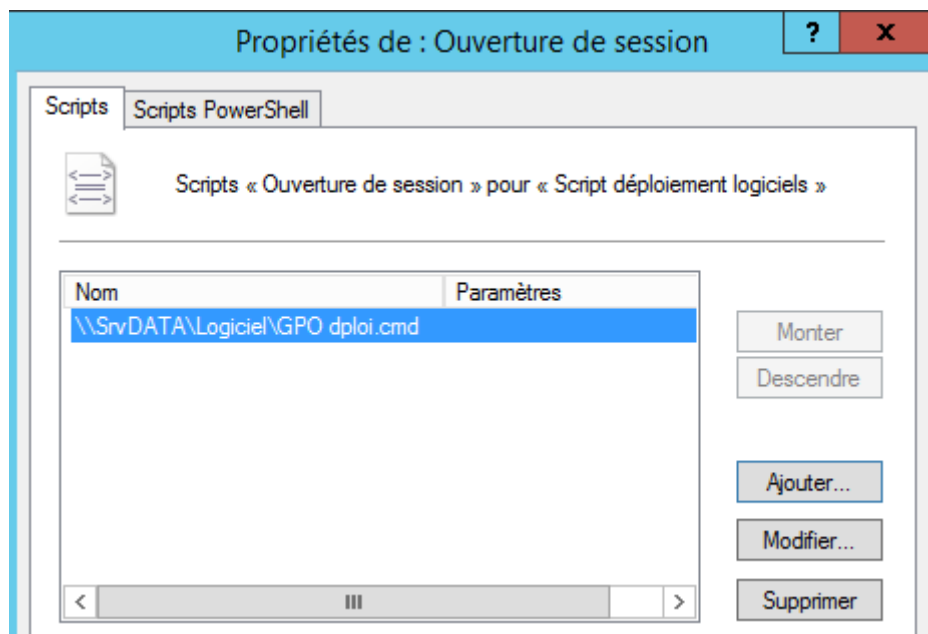 Propriétés de : Ouverture de session
? x
Scripts Scripts PowerShell
Scripts « Ouverture de session » pour « Script déploiement logiciels »
Nom Paramètres
\\SrvDATA\Logiciel\GPO dploi.cmd
Monter
Descendre
Ajouter...
Modifier...
Supprimer